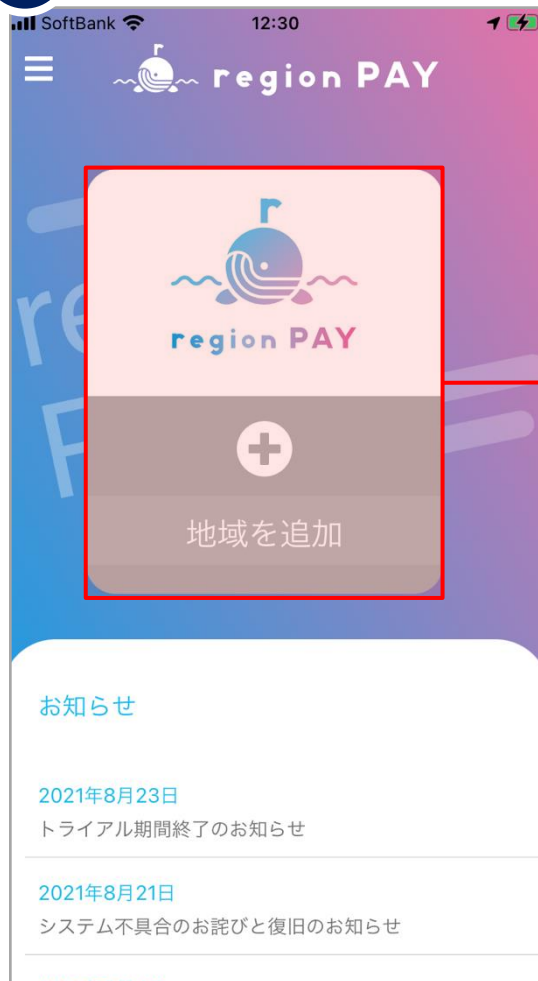 SoftBank 12:30
region PAY
region PAY
地域を追加
お知らせ
2021年8月23日
トライアル期間終了のお知らせ
2021年8月21日
システム不具合のお詫びと復旧のお知らせ